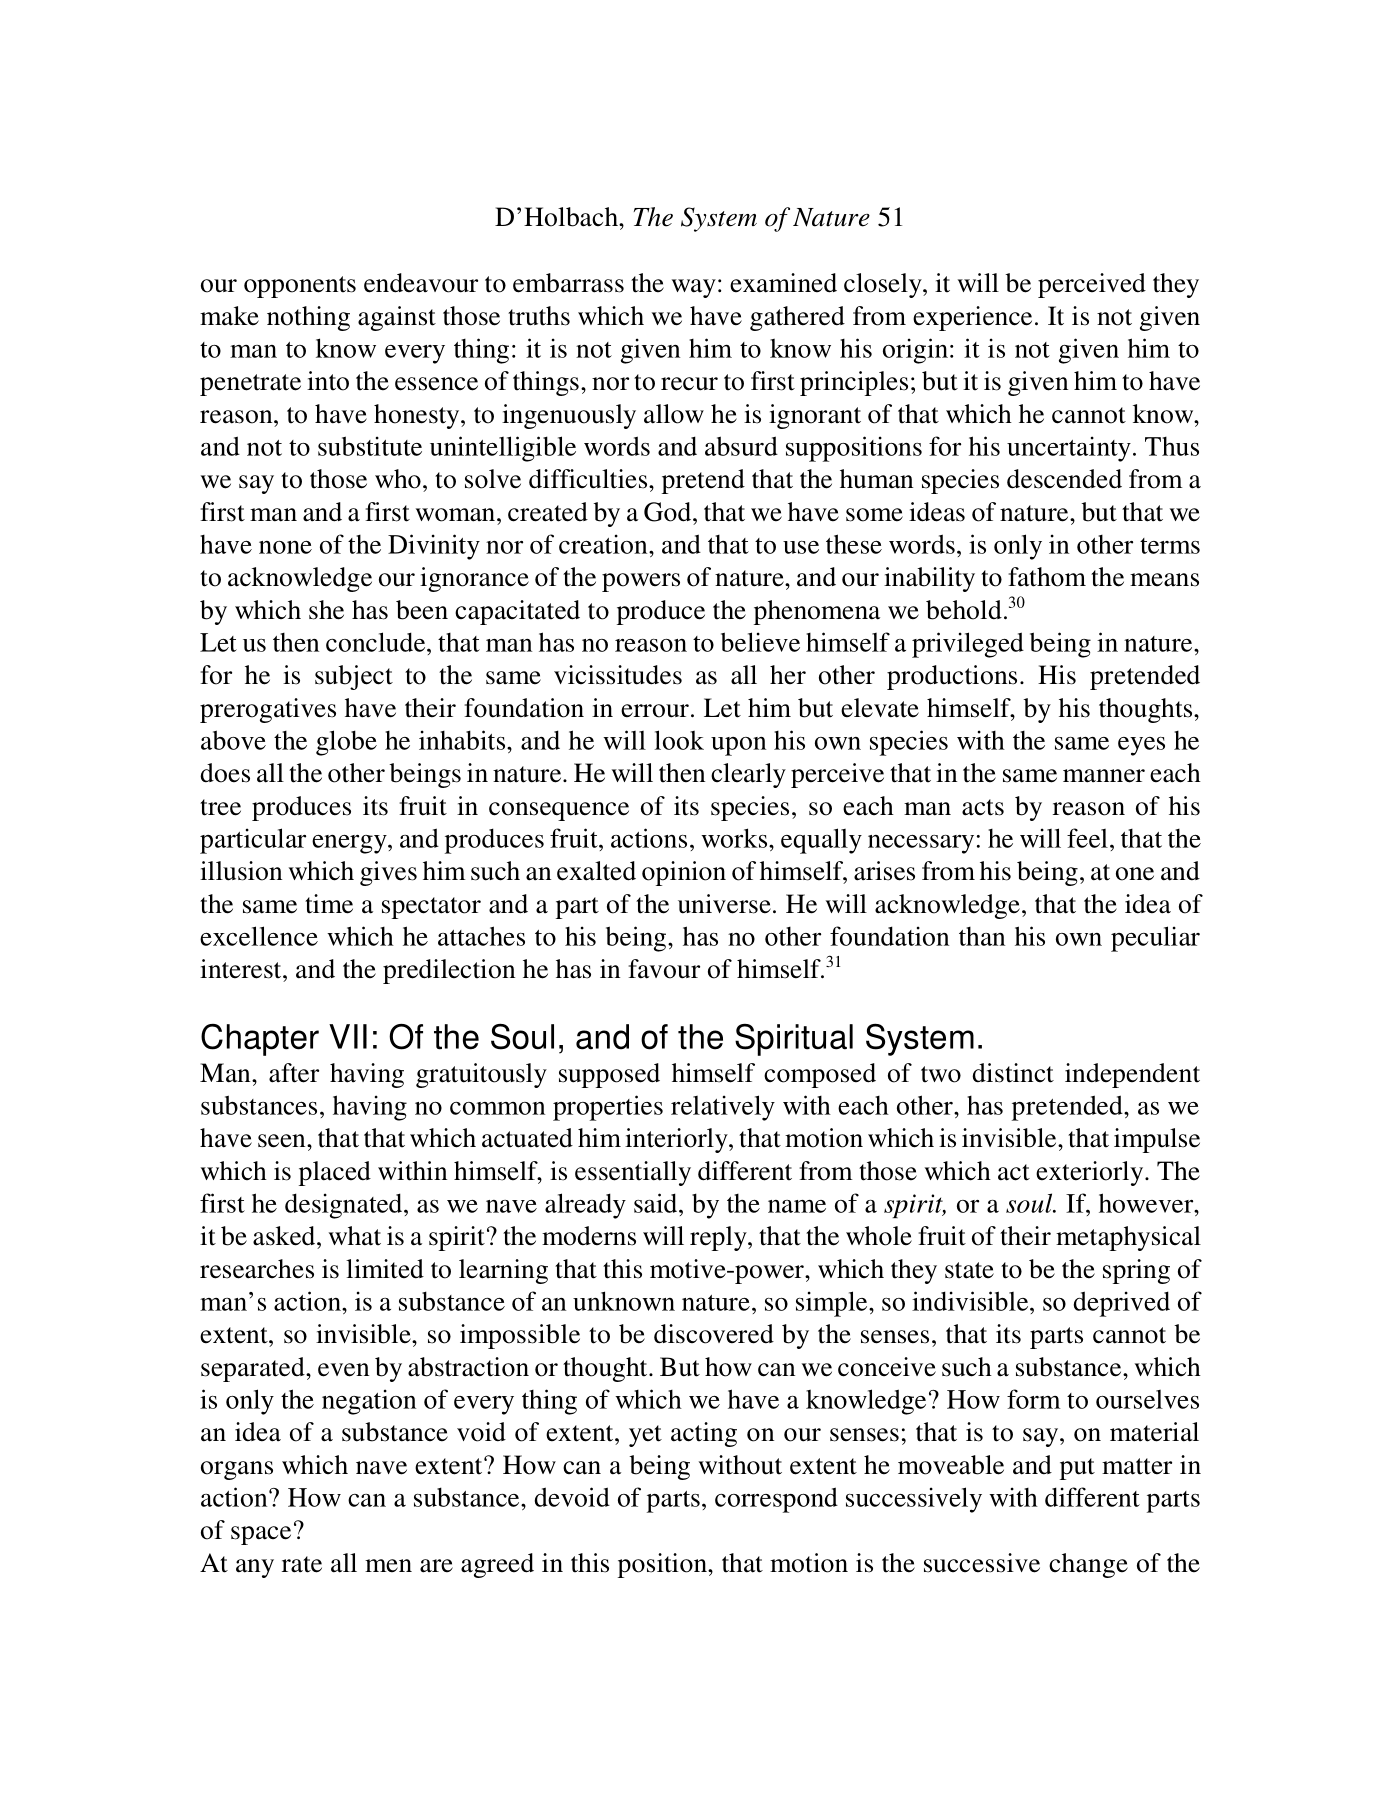 D’Holbach, The System of Nature 51
our opponents endeavour to embarrass the way: examined closely, it will be perceived they
make nothing against those truths which we have gathered from experience. It is not given
to man to know every thing: it is not given him to know his origin: it is not given him to
penetrate into the essence of things, nor to recur to first principles; but it is given him to have
reason, to have honesty, to ingenuously allow he is ignorant of that which he cannot know,
and not to substitute unintelligible words and absurd suppositions for his uncertainty. Thus
we say to those who, to solve difficulties, pretend that the human species descended from a
first man and a first woman, created by a God, that we have some ideas of nature, but that we
have none of the Divinity nor of creation, and that to use these words, is only in other terms
to acknowledge our ignorance of the powers of nature, and our inability to fathom the means
by which she has been capacitated to produce the phenomena we behold.30
Let us then conclude, that man has no reason to believe himself a privileged being in nature,
for he is subject to the same vicissitudes as all her other productions. His pretended
prerogatives have their foundation in errour. Let him but elevate himself, by his thoughts,
above the globe he inhabits, and he will look upon his own species with the same eyes he
does all the other beings in nature. He will then clearly perceive that in the same manner each
tree produces its fruit in consequence of its species, so each man acts by reason of his
particular energy, and produces fruit, actions, works, equally necessary: he will feel, that the
illusion which gives him such an exalted opinion of himself, arises from his being, at one and
the same time a spectator and a part of the universe. He will acknowledge, that the idea of
excellence which he attaches to his being, has no other foundation than his own peculiar
interest, and the predilection he has in favour of himself.31
Chapter VII: Of the Soul, and of the Spiritual System.
Man, after having gratuitously supposed himself composed of two distinct independent
substances, having no common properties relatively with each other, has pretended, as we
have seen, that that which actuated him interiorly, that motion which is invisible, that impulse
which is placed within himself, is essentially different from those which act exteriorly. The
first he designated, as we nave already said, by the name of a spirit, or a soul. If, however,
it be asked, what is a spirit? the moderns will reply, that the whole fruit of their metaphysical
researches is limited to learning that this motive-power, which they state to be the spring of
man’s action, is a substance of an unknown nature, so simple, so indivisible, so deprived of
extent, so invisible, so impossible to be discovered by the senses, that its parts cannot be
separated, even by abstraction or thought. But how can we conceive such a substance, which
is only the negation of every thing of which we have a knowledge? How form to ourselves
an idea of a substance void of extent, yet acting on our senses; that is to say, on material
organs which nave extent? How can a being without extent he moveable and put matter in
action? How can a substance, devoid of parts, correspond successively with different parts
of space?
At any rate all men are agreed in this position, that motion is the successive change of the